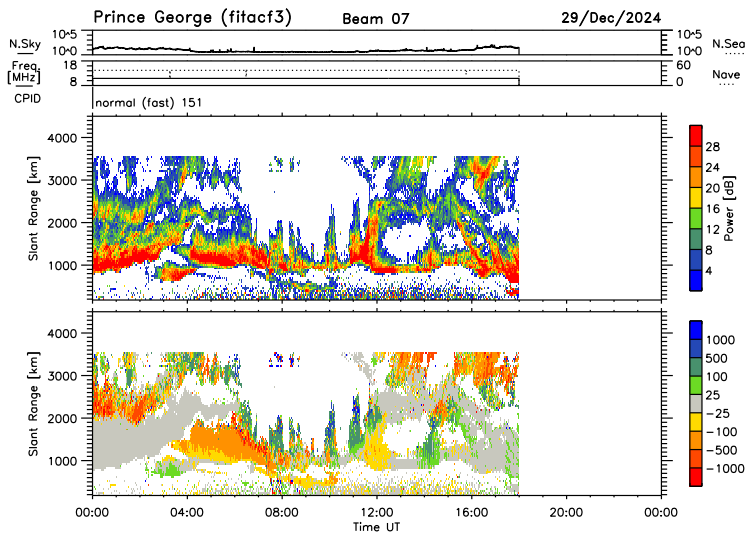 Prince George (fitacf3) Beam 07 29/Dec/2024
N.Sky 10+5 10+0 10+5 10+0 N.Sea
Freq. [MHz] 18 8 60 0 Nave
CPID normal (fast) 151
Slant Range [km] 4000 3000 2000 1000
Power [dB] 28 24 20 16 12 8 4
Slant Range [km] 4000 3000 2000 1000
1000 500 100 25 -25 -100 -500 -1000
00:00 04:00 08:00 12:00 16:00 20:00 00:00
Time UT